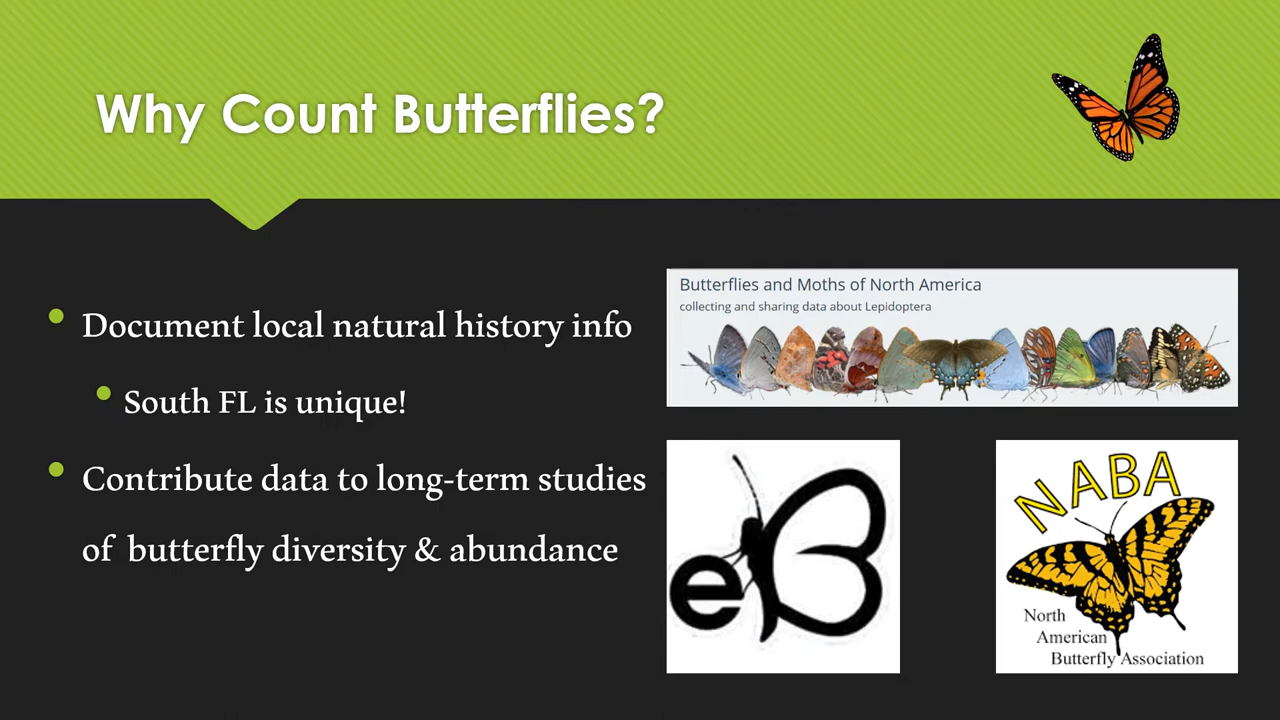 Why Count Butterflies?
Document local natural history info
South FL is unique!
Contribute data to long-term studies
of butterfly diversity & abundance
Butterflies and Moths of North America
collecting and sharing data about Lepidoptera
eB
NABA
North
American
Butterfly Association